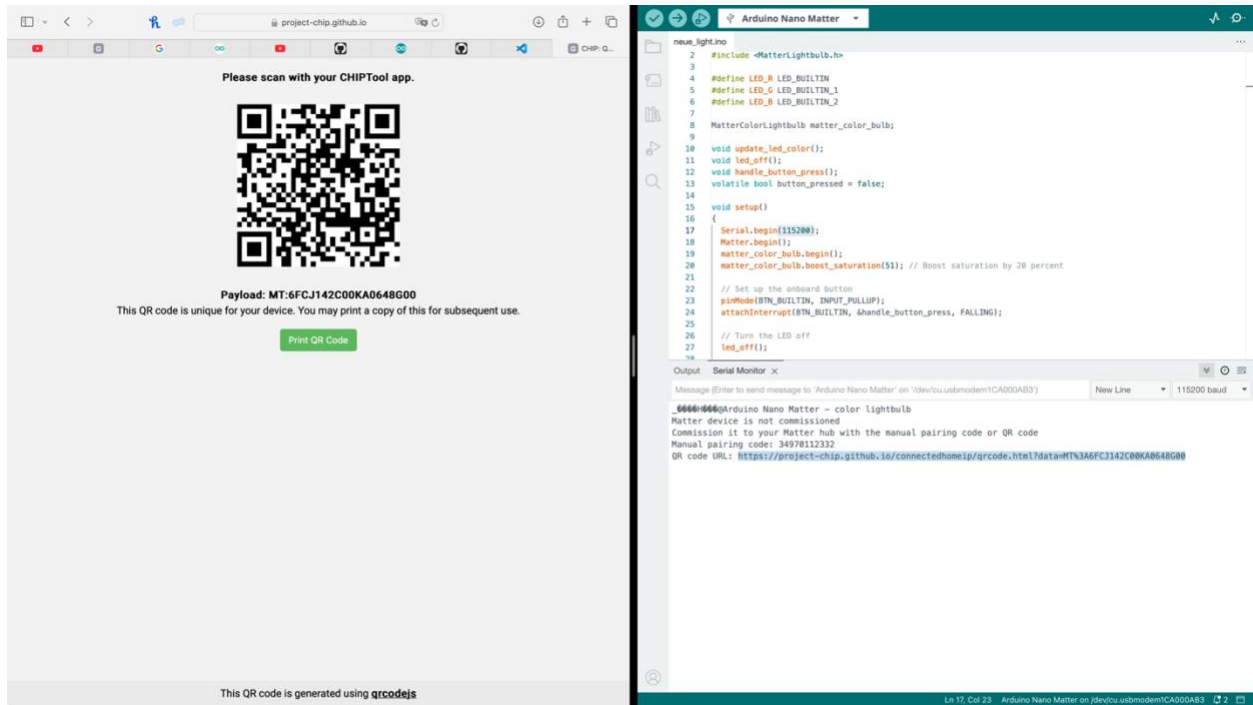 project-chip.github.io
CHIP: Q...
Please scan with your CHIPTool app.
Payload: MT:6FCJ142C00KA0648G00
This QR code is unique for your device. You may print a copy of this for subsequent use.
Print QR Code
This QR code is generated using qrcodejs
Arduino Nano Matter
neue_light.ino
2 #include <MatterLightbulb.h>
3
4 #define LED_R LED_BUILTIN
5 #define LED_G LED_BUILTIN_1
6 #define LED_B LED_BUILTIN_2
7
8 MatterColorLightbulb matter_color_bulb;
9
10 void update_led_color();
11 void led_off();
12 void handle_button_press();
13 volatile bool button_pressed = false;
14
15 void setup()
16 {
17 Serial.begin(115200);
18 Matter.begin();
19 matter_color_bulb.begin();
20 matter_color_bulb.boost_saturation(51); // Boost saturation by 20 percent
21
22 // Set up the onboard button
23 pinMode(BTN_BUILTIN, INPUT_PULLUP);
24 attachInterrupt(BTN_BUILTIN, &handle_button_press, FALLING);
25
26 // Turn the LED off
27 led_off();
28
Output Serial Monitor
Message (Enter to send message to 'Arduino Nano Matter' on '/dev/cu.usbmodem1CA000AB3')
New Line
115200 baud
_����H���@Arduino Nano Matter – color lightbulb
Matter device is not commissioned
Commission it to your Matter hub with the manual pairing code or QR code
Manual pairing code: 34970112332
QR code URL: https://project-chip.github.io/connectedhomeip/qrcode.html?data=MT%3A6FCJ142C00KA0648G00
Ln 17, Col 23 Arduino Nano Matter on /dev/cu.usbmodem1CA000AB3 2